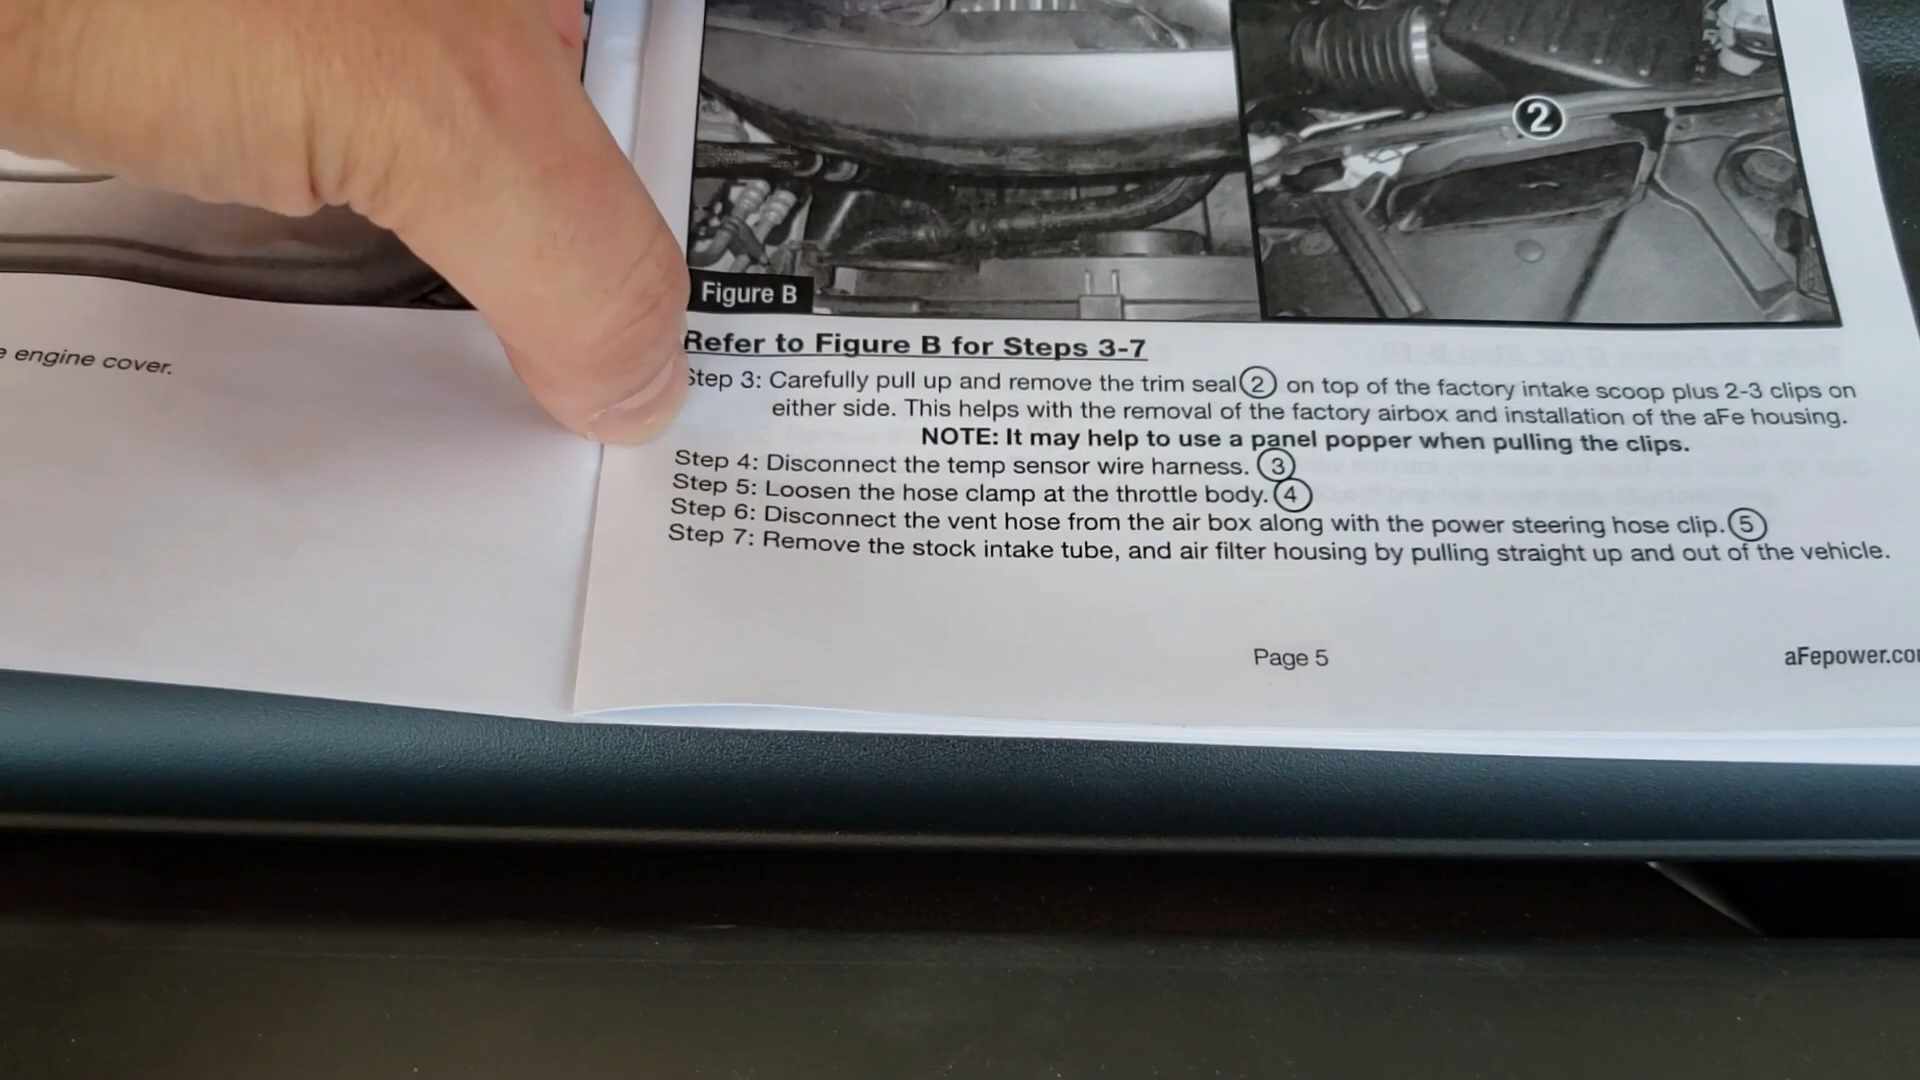 2
Figure B
engine cover.
Refer to Figure B for Steps 3-7
Step 3: Carefully pull up and remove the trim seal 2 on top of the factory intake scoop plus 2-3 clips on
either side. This helps with the removal of the factory airbox and installation of the aFe housing.
NOTE: It may help to use a panel popper when pulling the clips.
Step 4: Disconnect the temp sensor wire harness. 3
Step 5: Loosen the hose clamp at the throttle body. 4
Step 6: Disconnect the vent hose from the air box along with the power steering hose clip. 5
Step 7: Remove the stock intake tube, and air filter housing by pulling straight up and out of the vehicle.
Page 5
aFepower.co